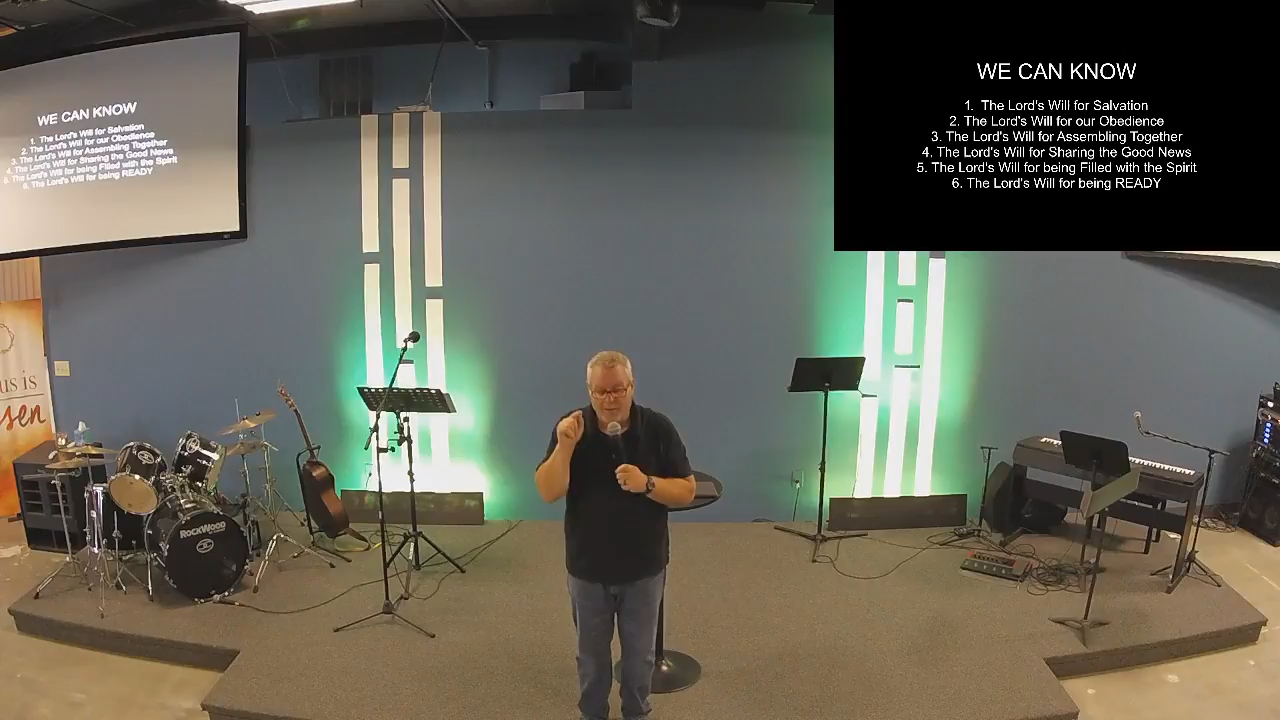 WE CAN KNOW
1. The Lord's Will for Salvation
2. The Lord's Will for our Obedience
3. The Lord's Will for Assembling Together
4. The Lord's Will for Sharing the Good News
5. The Lord's Will for being Filled with the Spirit
6. The Lord's Will for being READY
WE CAN KNOW
1. The Lord's Will for Salvation
2. The Lord's Will for our Obedience
3. The Lord's Will for Assembling Together
4. The Lord's Will for Sharing the Good News
5. The Lord's Will for being Filled with the Spirit
6. The Lord's Will for being READY
us is
sen
ROCKWOOD